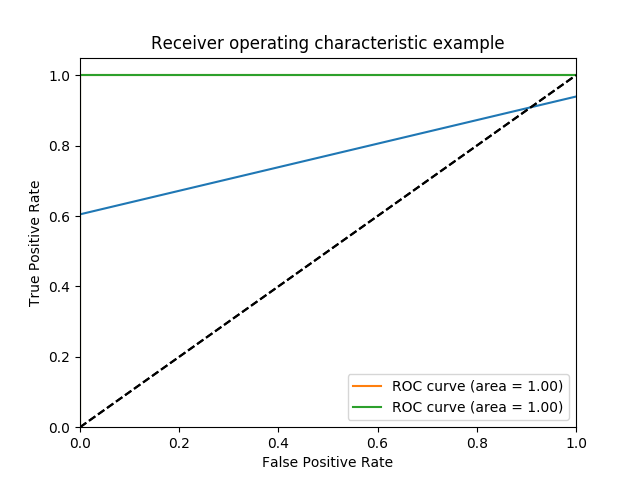 Receiver operating characteristic example
True Positive Rate
1.0
0.8
0.6
0.4
0.2
0.0
ROC curve (area = 1.00)
ROC curve (area = 1.00)
0.0 0.2 0.4 0.6 0.8 1.0
False Positive Rate